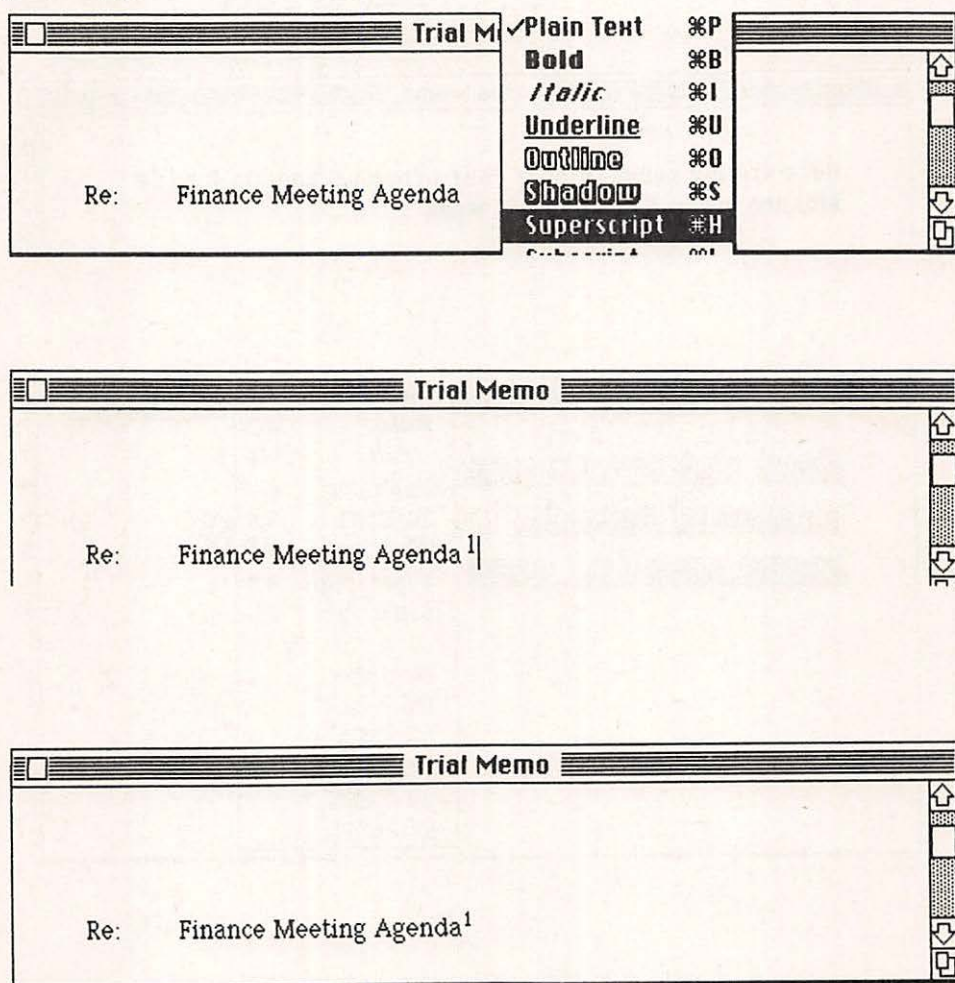 Trial M
✓Plain Text ⌘P
Bold ⌘B
Italic ⌘I
Underline ⌘U
Outline ⌘O
Shadow ⌘S
Superscript ⌘H
Re: Finance Meeting Agenda
Trial Memo
Re: Finance Meeting Agenda 1
Trial Memo
Re: Finance Meeting Agenda1